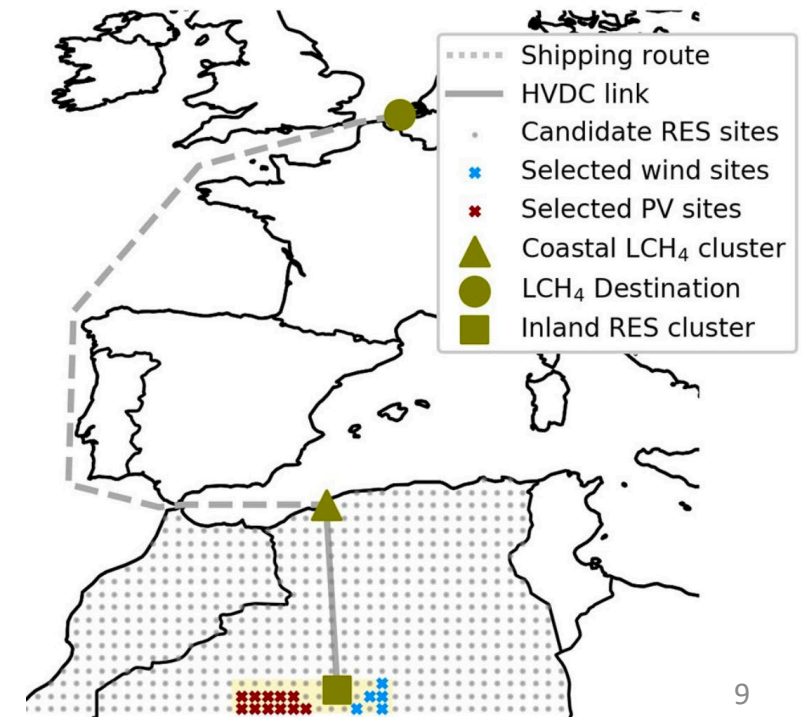 Shipping route
HVDC link
Candidate RES sites
Selected wind sites
Selected PV sites
Coastal LCH₄ cluster
LCH₄ Destination
Inland RES cluster
9